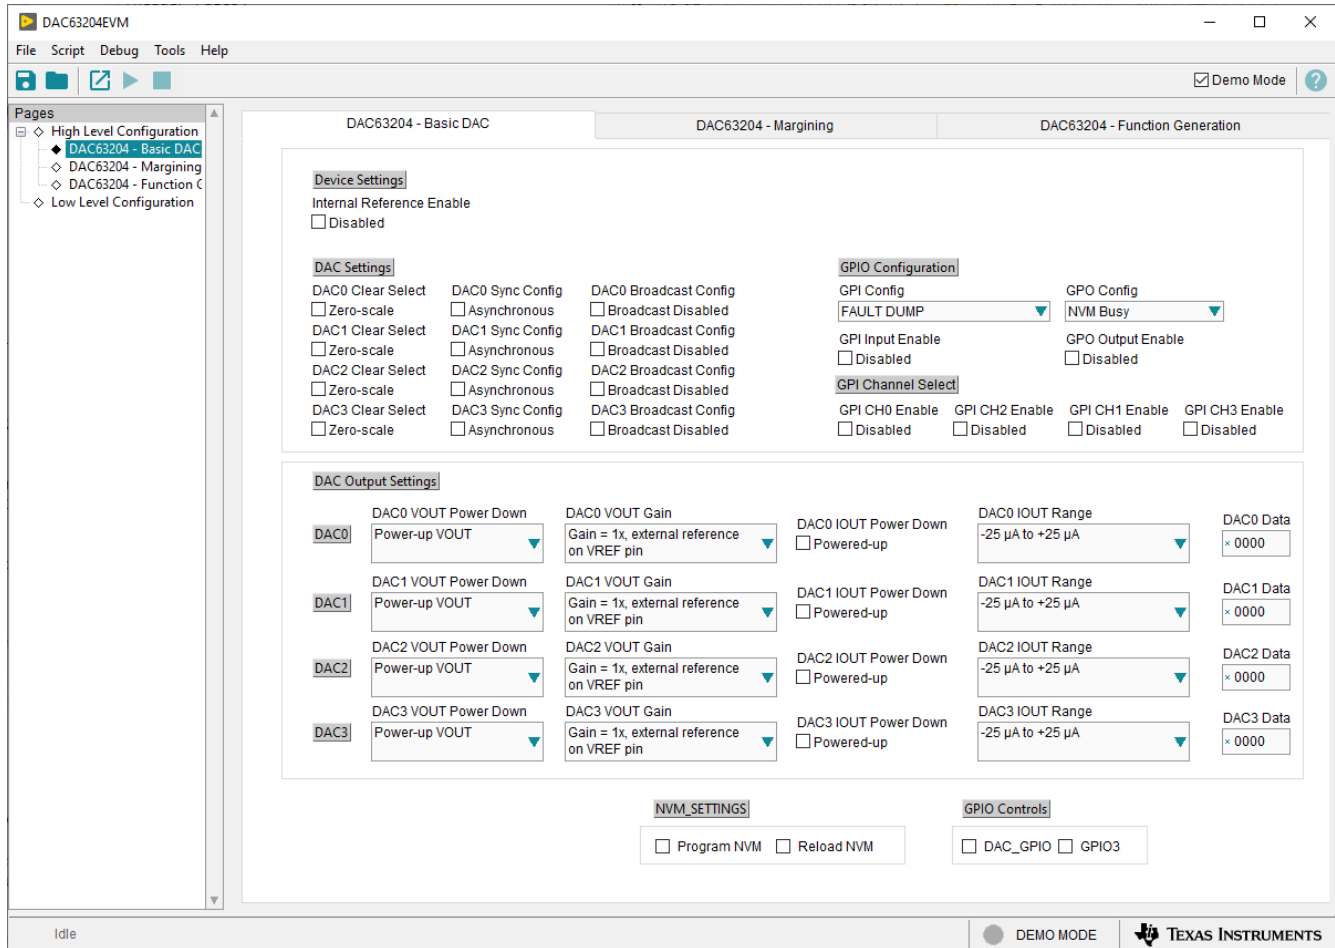 DAC63204EVM
File Script Debug Tools Help
Demo Mode
Pages
High Level Configuration
DAC63204 - Basic DAC
DAC63204 - Margining
DAC63204 - Function G
Low Level Configuration
DAC63204 - Basic DAC DAC63204 - Margining DAC63204 - Function Generation
Device Settings
Internal Reference Enable
Disabled
DAC Settings GPIO Configuration
DAC0 Clear Select DAC0 Sync Config DAC0 Broadcast Config GPI Config GPO Config
Zero-scale Asynchronous Broadcast Disabled FAULT DUMP NVM Busy
DAC1 Clear Select DAC1 Sync Config DAC1 Broadcast Config
GPI Input Enable GPO Output Enable
Zero-scale Asynchronous Broadcast Disabled
Disabled Disabled
DAC2 Clear Select DAC2 Sync Config DAC2 Broadcast Config
GPI Channel Select
Zero-scale Asynchronous Broadcast Disabled
DAC3 Clear Select DAC3 Sync Config DAC3 Broadcast Config GPI CH0 Enable GPI CH2 Enable GPI CH1 Enable GPI CH3 Enable
Zero-scale Asynchronous Broadcast Disabled Disabled Disabled Disabled Disabled
DAC Output Settings
DAC0 VOUT Power Down DAC0 VOUT Gain DAC0 IOUT Power Down DAC0 IOUT Range DAC0 Data
DAC0 Power-up VOUT Gain = 1x, external reference Powered-up -25 µA to +25 µA × 0000
on VREF pin
DAC1 VOUT Power Down DAC1 VOUT Gain DAC1 IOUT Power Down DAC1 IOUT Range DAC1 Data
DAC1 Power-up VOUT Gain = 1x, external reference Powered-up -25 µA to +25 µA × 0000
on VREF pin
DAC2 VOUT Power Down DAC2 VOUT Gain DAC2 IOUT Power Down DAC2 IOUT Range DAC2 Data
DAC2 Power-up VOUT Gain = 1x, external reference Powered-up -25 µA to +25 µA × 0000
on VREF pin
DAC3 VOUT Power Down DAC3 VOUT Gain DAC3 IOUT Power Down DAC3 IOUT Range DAC3 Data
DAC3 Power-up VOUT Gain = 1x, external reference Powered-up -25 µA to +25 µA × 0000
on VREF pin
NVM_SETTINGS GPIO Controls
Program NVM Reload NVM DAC_GPIO GPIO3
Idle DEMO MODE TEXAS INSTRUMENTS